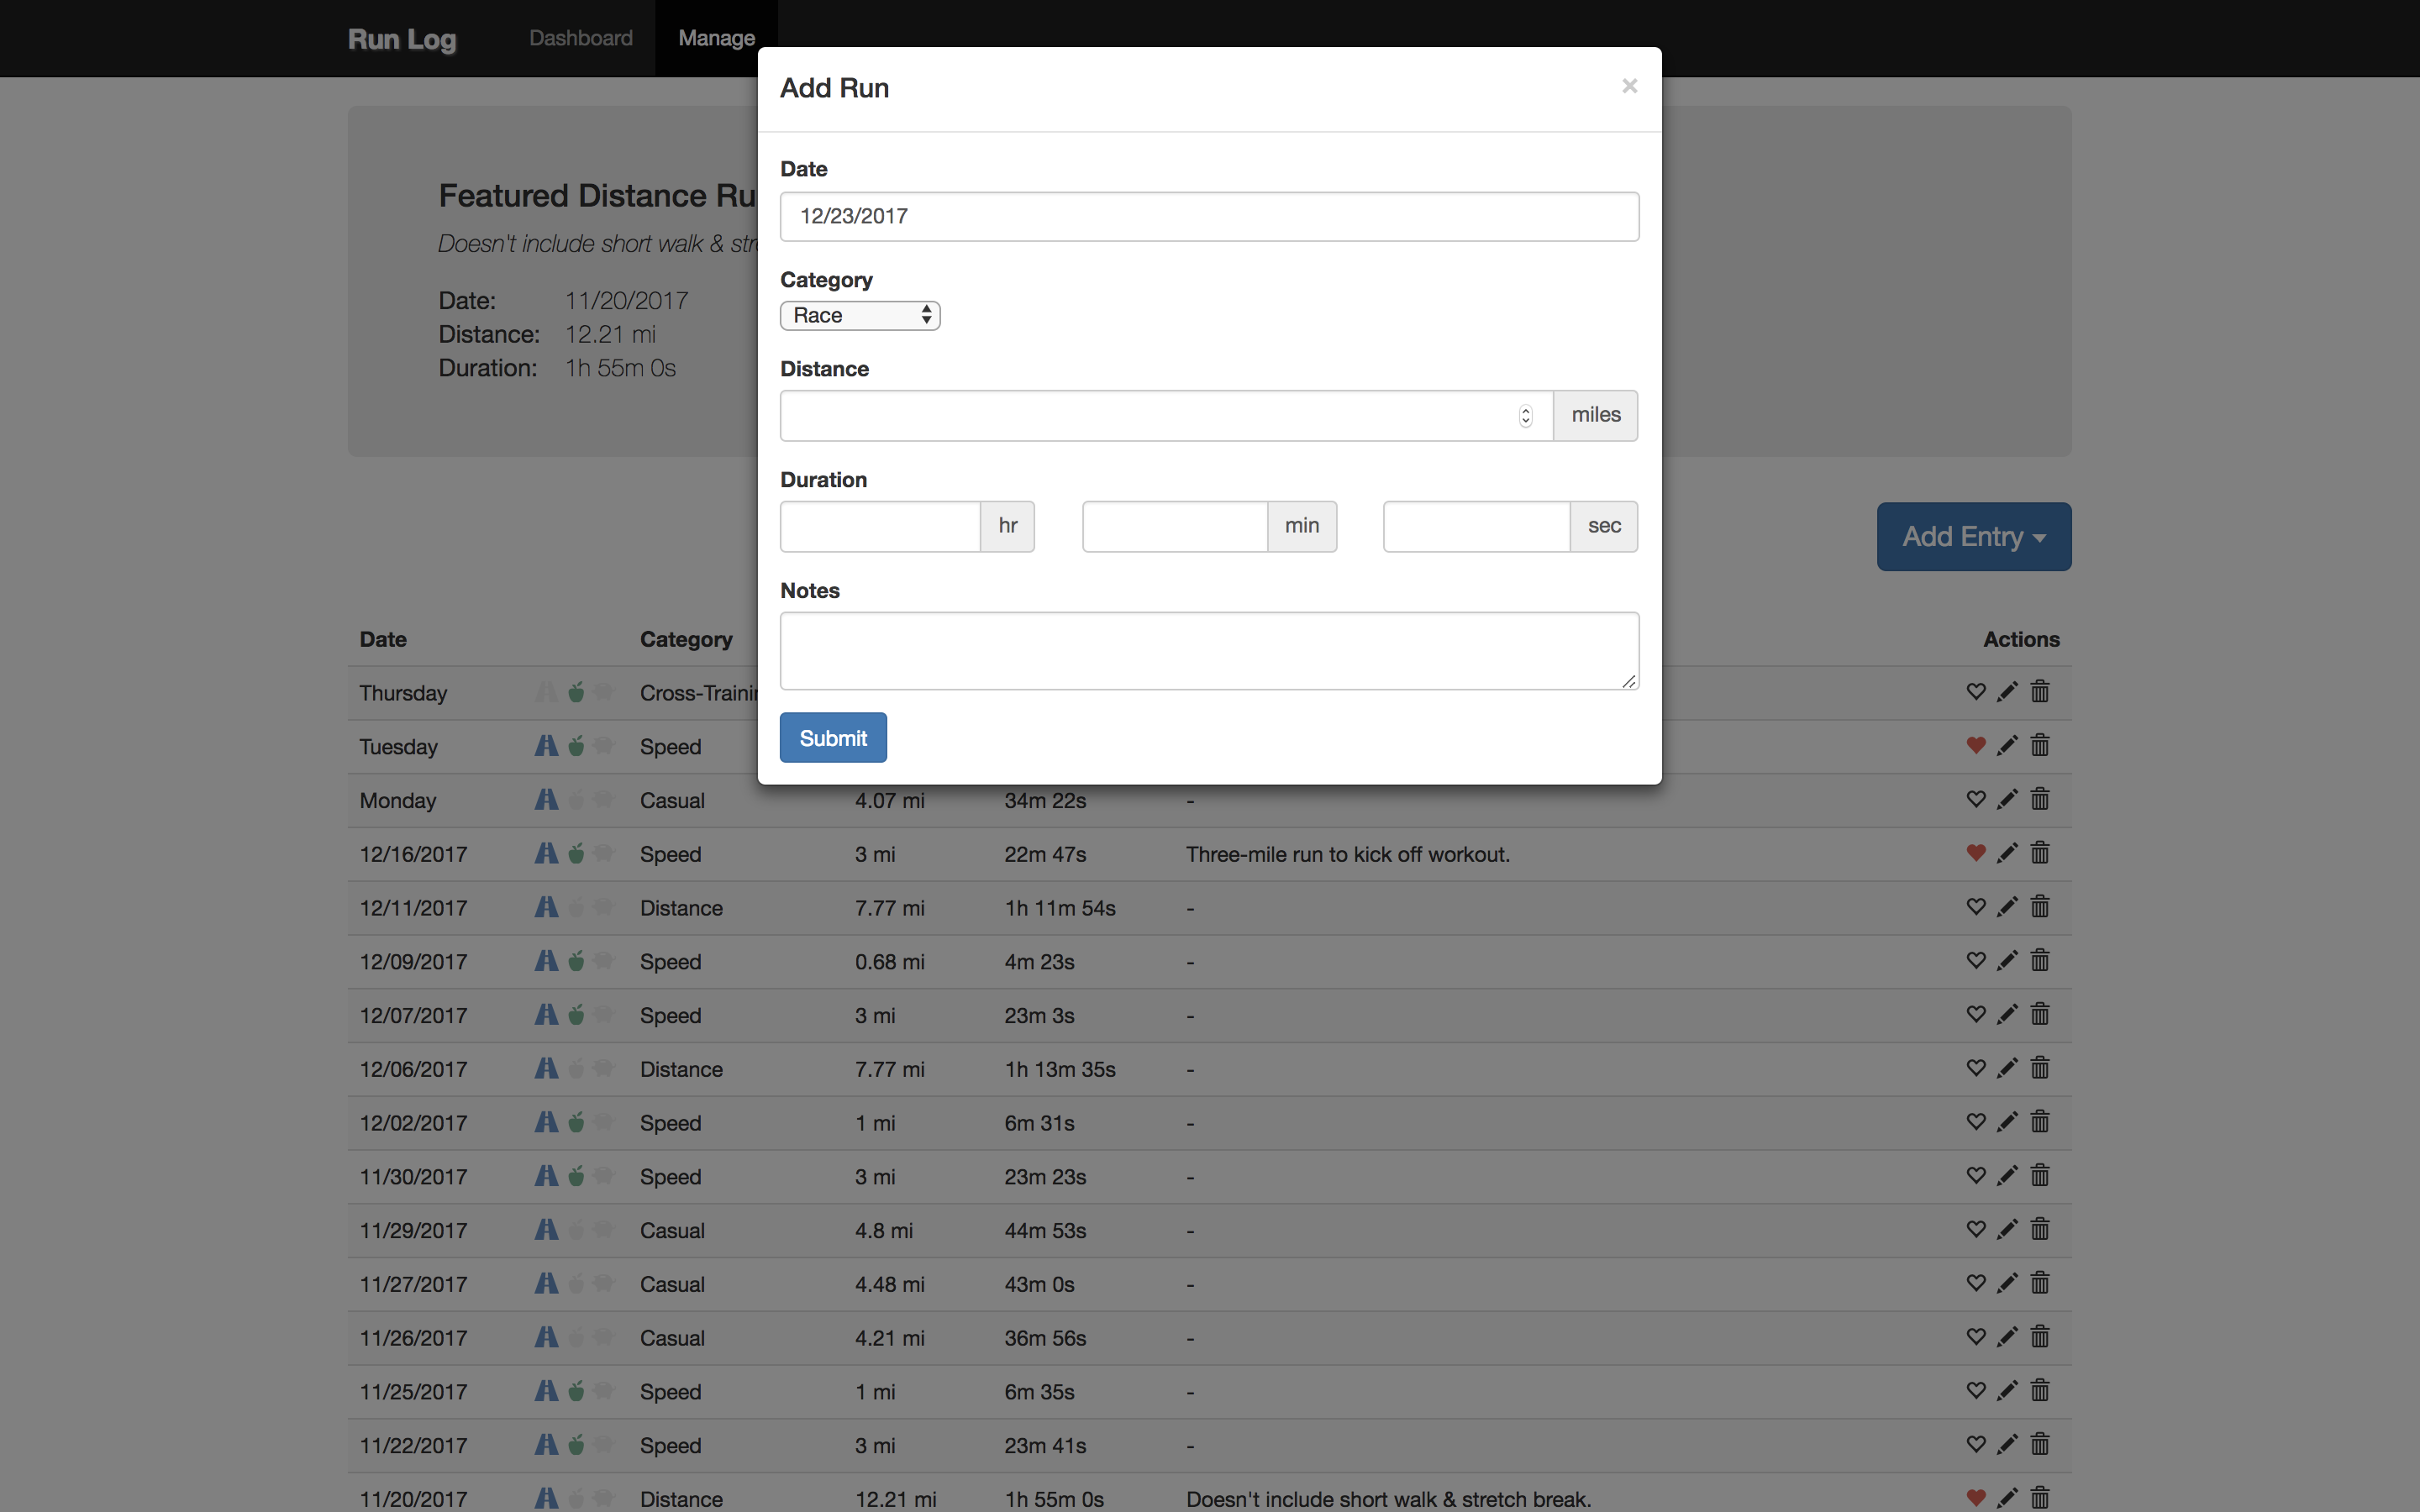 Run Log Dashboard Manage
Add Run ×
Date
12/23/2017
Category
Race
Distance
miles
Duration
hr min sec
Notes
Submit
Featured Distance Ru
Doesn't include short walk & str
Date: 11/20/2017
Distance: 12.21 mi
Duration: 1h 55m 0s
Add Entry
Date Category Actions
Thursday Cross-Trainin
Tuesday Speed
Monday Casual 4.07 mi 34m 22s -
12/16/2017 Speed 3 mi 22m 47s Three-mile run to kick off workout.
12/11/2017 Distance 7.77 mi 1h 11m 54s -
12/09/2017 Speed 0.68 mi 4m 23s -
12/07/2017 Speed 3 mi 23m 3s -
12/06/2017 Distance 7.77 mi 1h 13m 35s -
12/02/2017 Speed 1 mi 6m 31s -
11/30/2017 Speed 3 mi 23m 23s -
11/29/2017 Casual 4.8 mi 44m 53s -
11/27/2017 Casual 4.48 mi 43m 0s -
11/26/2017 Casual 4.21 mi 36m 56s -
11/25/2017 Speed 1 mi 6m 35s -
11/22/2017 Speed 3 mi 23m 41s -
11/20/2017 Distance 12.21 mi 1h 55m 0s Doesn't include short walk & stretch break.